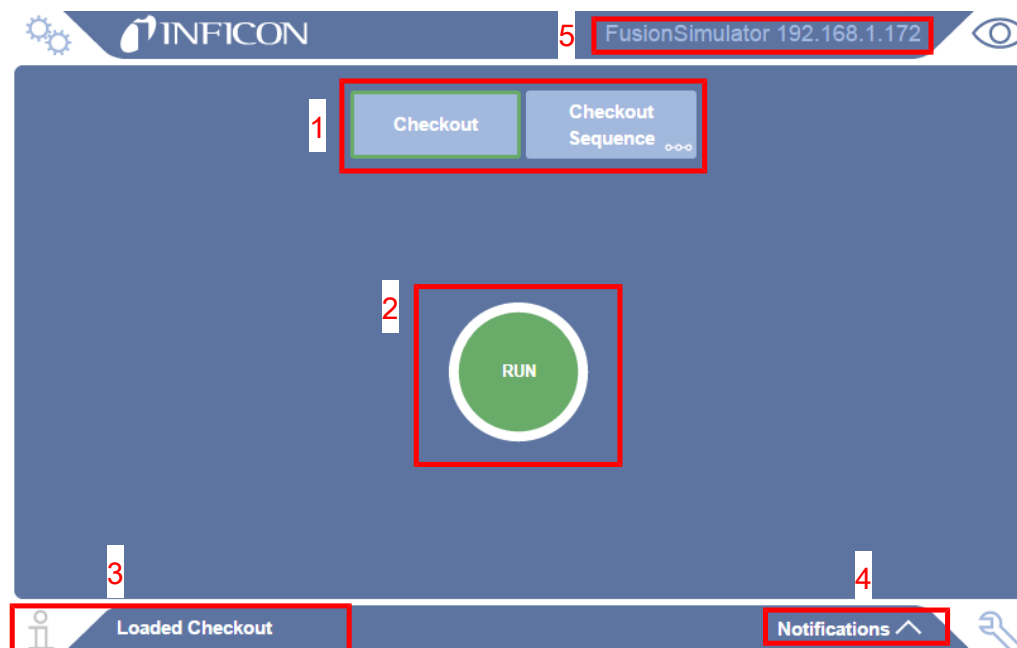 INFICON
5
FusionSimulator 192.168.1.172
1
Checkout
Checkout
Sequence
2
RUN
3
4
Loaded Checkout
Notifications